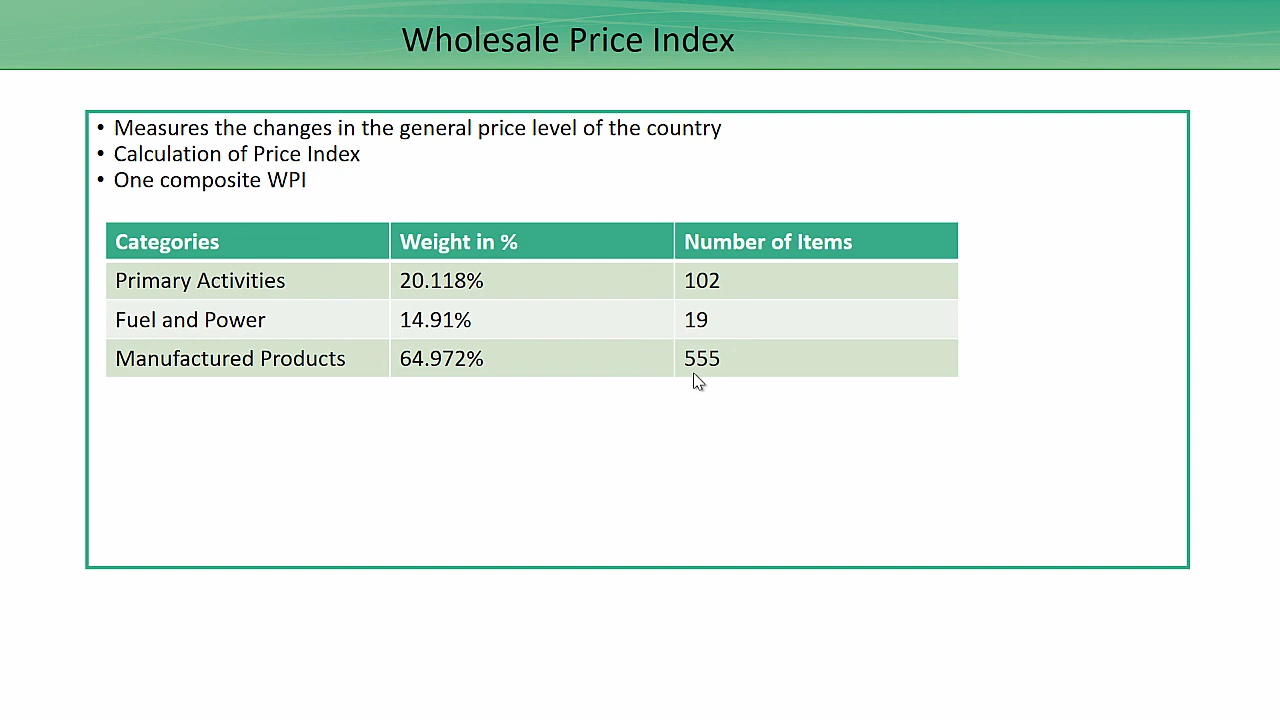 Wholesale Price Index
• Measures the changes in the general price level of the country
• Calculation of Price Index
• One composite WPI
Categories Weight in % Number of Items
Primary Activities 20.118% 102
Fuel and Power 14.91% 19
Manufactured Products 64.972% 555